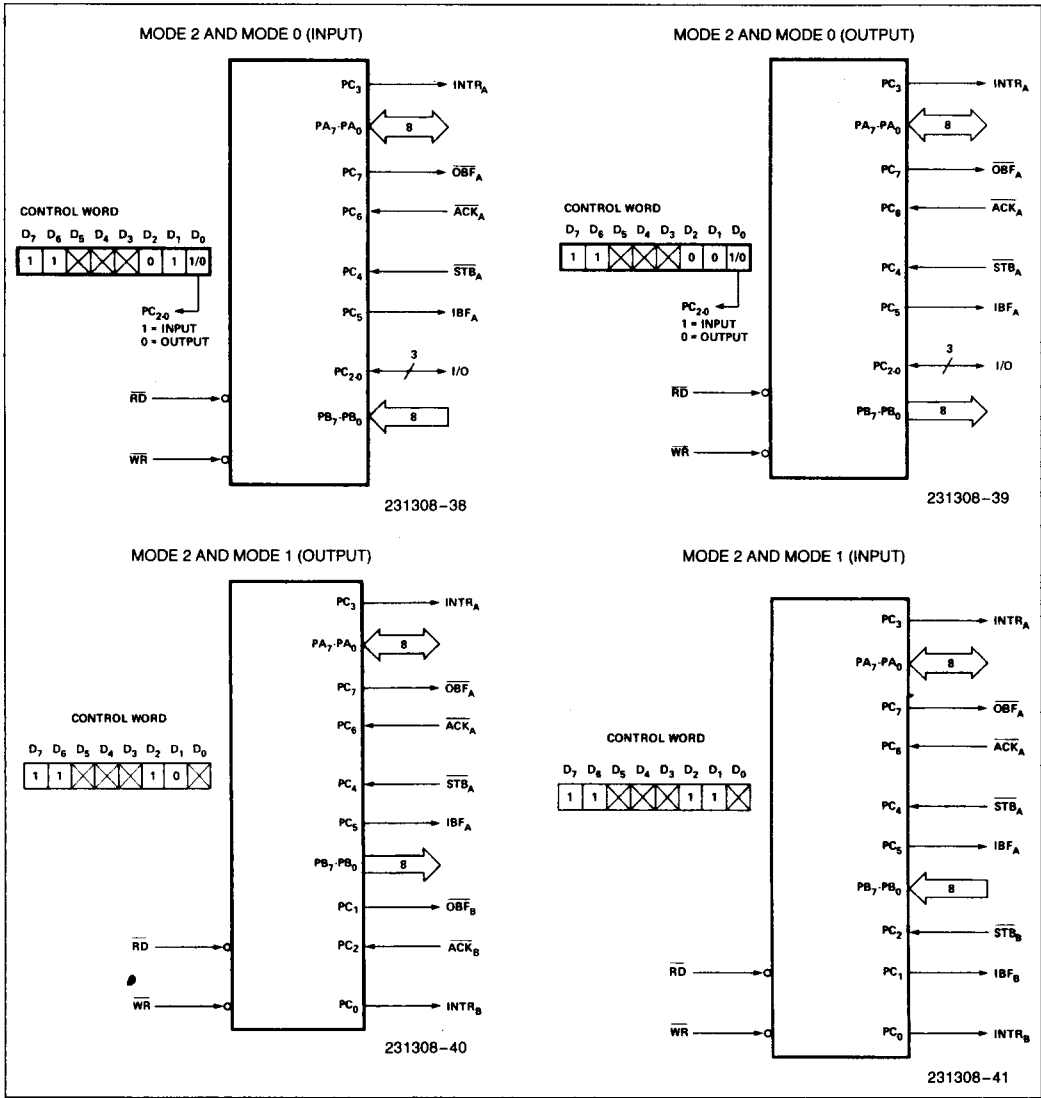 MODE 2 AND MODE 0 (INPUT)
PC3 INTRA
PA7-PA0 8
PC7 OBFA
PC6 ACKA
CONTROL WORD
D7 D6 D5 D4 D3 D2 D1 D0
1 1 0 1 1/0
PC4 STBA
PC2-0
1 = INPUT
0 = OUTPUT
PC5 IBFA
3
PC2-0 I/O
RD
PB7-PB0 8
WR
231308–38
MODE 2 AND MODE 0 (OUTPUT)
PC3 INTRA
PA7-PA0 8
PC7 OBFA
PC6 ACKA
CONTROL WORD
D7 D6 D5 D4 D3 D2 D1 D0
1 1 0 0 1/0
PC4 STBA
PC2-0
1 = INPUT
0 = OUTPUT
PC5 IBFA
3
PC2-0 I/O
RD
PB7-PB0 8
WR
231308–39
MODE 2 AND MODE 1 (OUTPUT)
PC3 INTRA
PA7-PA0 8
PC7 OBFA
CONTROL WORD
PC6 ACKA
D7 D6 D5 D4 D3 D2 D1 D0
1 1 1 0
PC4 STBA
PC5 IBFA
PB7-PB0 8
PC1 OBFB
RD
PC2 ACKB
WR
PC0 INTRB
231308–40
MODE 2 AND MODE 1 (INPUT)
PC3 INTRA
PA7-PA0 8
PC7 OBFA
CONTROL WORD
PC6 ACKA
D7 D6 D5 D4 D3 D2 D1 D0
1 1 1 1
PC4 STBA
PC5 IBFA
PB7-PB0 8
PC2 STBB
RD
PC1 IBFB
WR
PC0 INTRB
231308–41